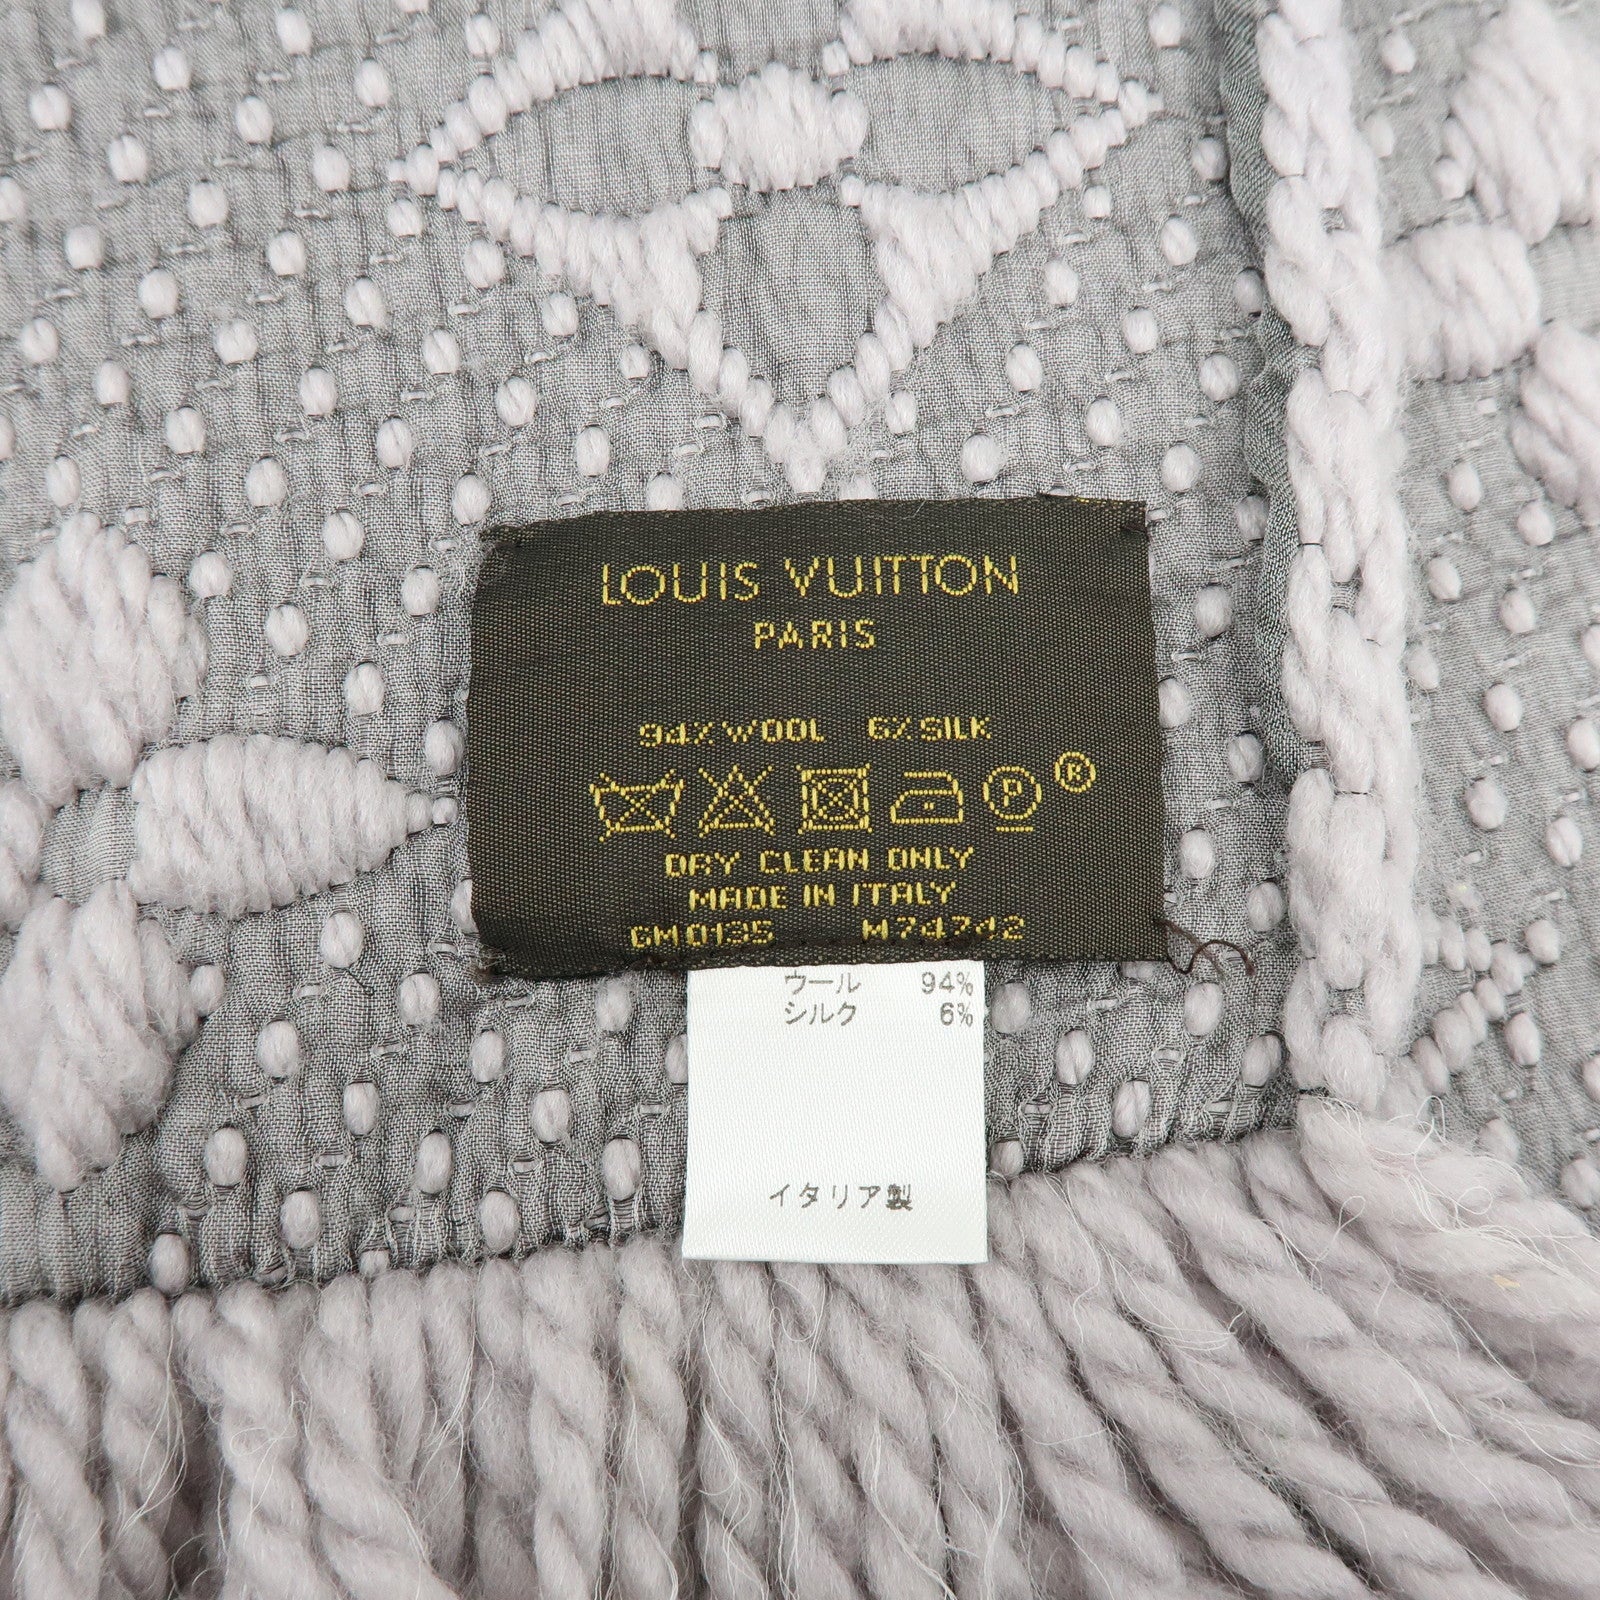 LOUIS VUITTON
PARIS
94% WOOL 6% SILK
P ®
DRY CLEAN ONLY
MADE IN ITALY
GM0135 M74742
ウール 94%
シルク 6%
イタリア製